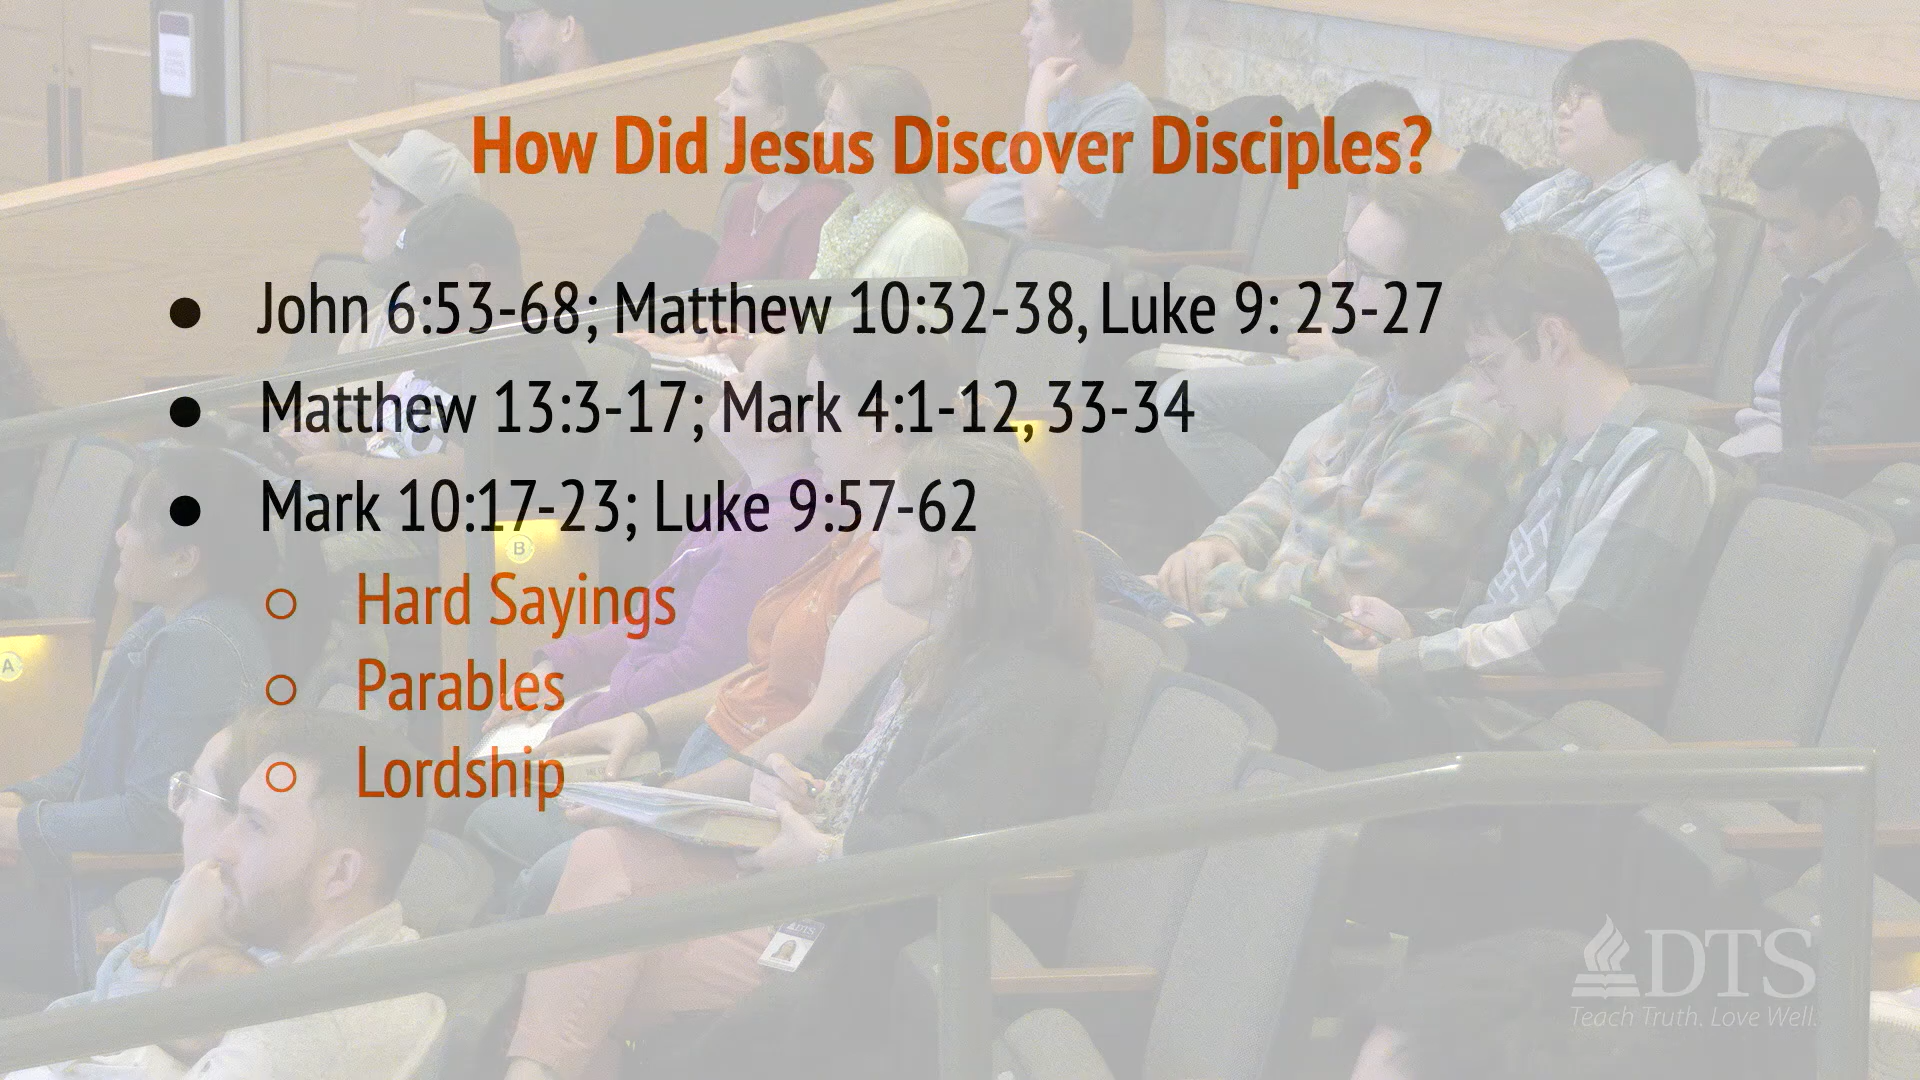 How Did Jesus Discover Disciples?
● John 6:53-68; Matthew 10:32-38, Luke 9: 23-27
● Matthew 13:3-17; Mark 4:1-12, 33-34
● Mark 10:17-23; Luke 9:57-62
○ Hard Sayings
○ Parables
○ Lordship
B
A
DTS
DTS
Teach Truth. Love Well.